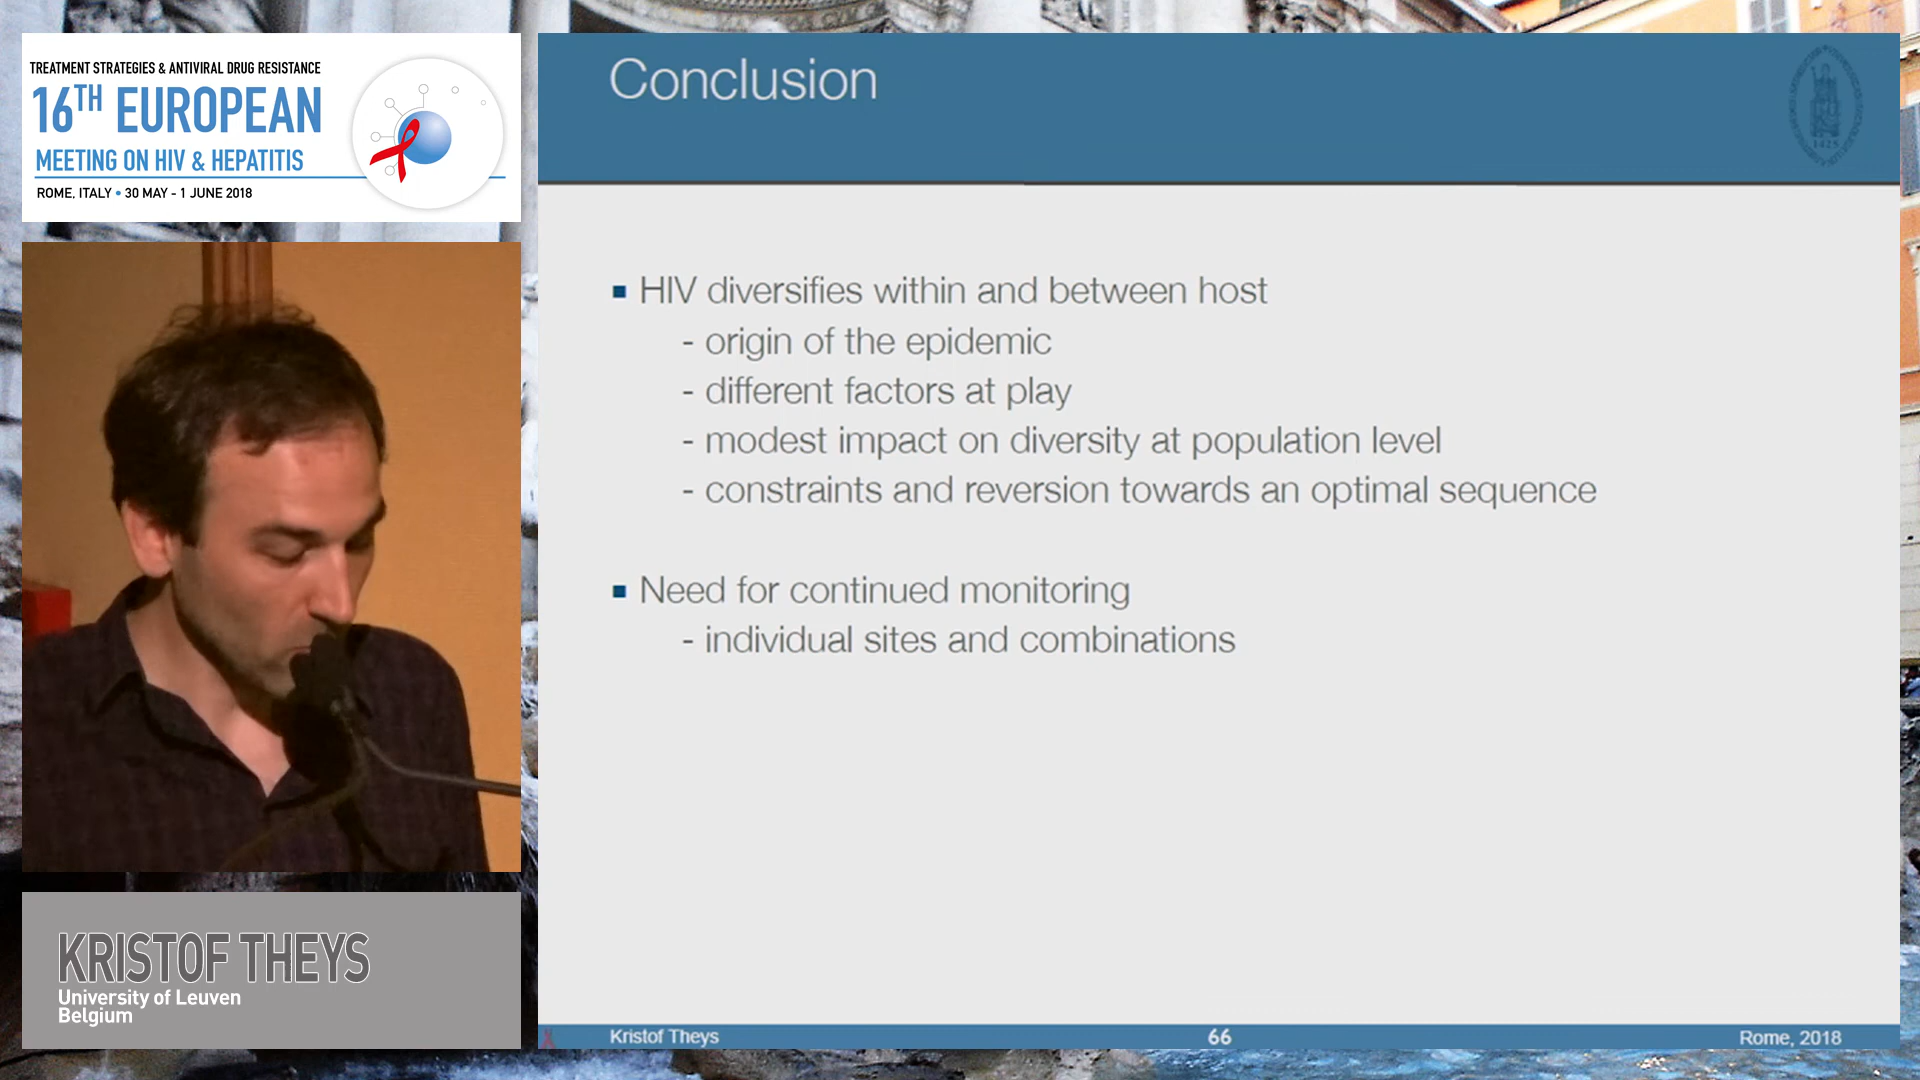 TREATMENT STRATEGIES & ANTIVIRAL DRUG RESISTANCE
16TH EUROPEAN
MEETING ON HIV & HEPATITIS
ROME, ITALY • 30 MAY - 1 JUNE 2018
KRISTOF THEYS
University of Leuven
Belgium
Conclusion
1425
▪ HIV diversifies within and between host
- origin of the epidemic
- different factors at play
- modest impact on diversity at population level
- constraints and reversion towards an optimal sequence
▪ Need for continued monitoring
- individual sites and combinations
Kristof Theys
66
Rome, 2018